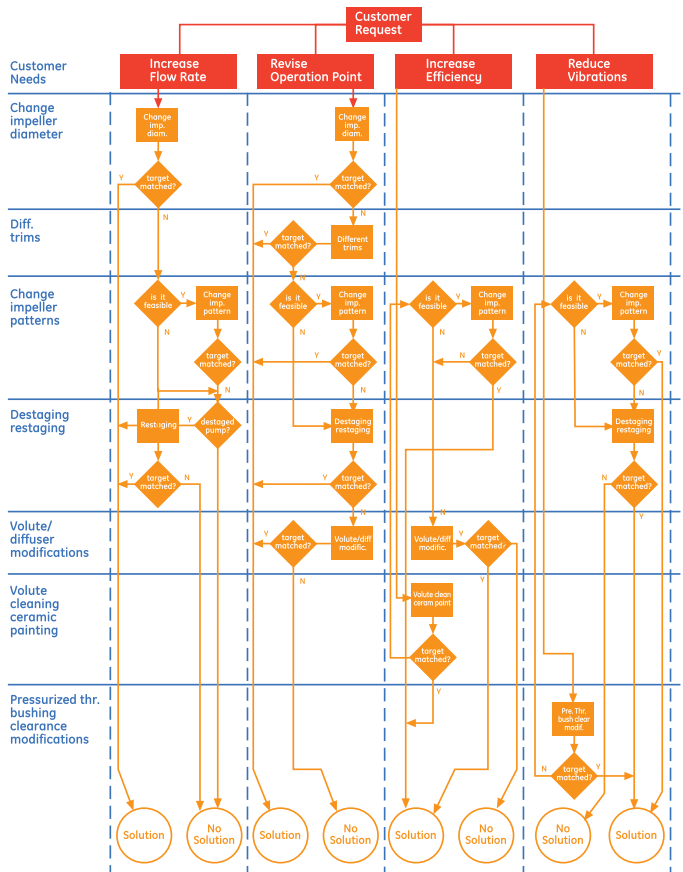 Customer
Request
Customer
Needs
Increase
Flow Rate
Revise
Operation Point
Increase
Efficiency
Reduce
Vibrations
Change
impeller
diameter
Change
imp.
diam.
Change
imp.
diam.
target
matched?
Y
N
target
matched?
Y
N
Diff.
trims
target
matched?
Y
N
Different
trims
Change
impeller
patterns
is it
feasible
Y
N
Change
imp.
pattern
is it
feasible
Y
N
Change
imp.
pattern
is it
feasible
Y
N
Change
imp.
pattern
is it
feasible
Y
N
Change
imp.
pattern
target
matched?
N
target
matched?
Y
N
target
matched?
N
Y
target
matched?
Y
N
Destaging
restaging
Restaging
Y
destaged
pump?
Destaging
restaging
Destaging
restaging
target
matched?
Y
N
target
matched?
Y
N
target
matched?
N
Y
Volute/
diffuser
modifications
target
matched?
Y
N
Volute/diff
modific.
N
Volute/diff
modific.
Y
target
matched?
Y
Volute
cleaning
ceramic
painting
Volute clean
ceram paint
target
matched?
Y
Pressurized thr.
bushing
clearance
modifications
Pre. Thr.
bush clear
modif.
target
matched?
N
Y
Solution
No
Solution
Solution
No
Solution
Solution
No
Solution
No
Solution
Solution